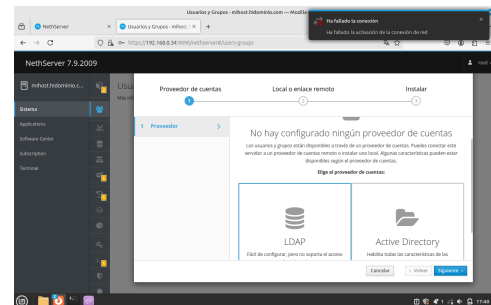 Usuarios y Grupos - mihost.hidominio.com — Mozilla
Ha fallado la conexión
Ha fallado la activación de la conexión de red
NethServer
Usuarios y Grupos - mihost
https://192.168.0.34:9090/nethserver#/users-groups
NethServer 7.9.2009
root
mihost.hidominio.c...
Sistema
Applications
Software Center
Subscription
Terminal
Proveedor de cuentas
Local o enlace remoto
Instalar
1
2
3
1 Proveedor
No hay configurado ningún proveedor de cuentas
Los usuarios y grupos están disponibles a través de un proveedor de cuentas. Puedes conectar este
servidor a un proveedor de cuentas remoto o instalar uno local. Algunas características pueden estar
disponibles según el proveedor de cuentas.
Elige el proveedor de cuentas:
LDAP
Fácil de configurar, pero no soporta el acceso
Active Directory
Habilita todas las características de las
Cancelar
‹ Volver
Siguiente ›
17:40